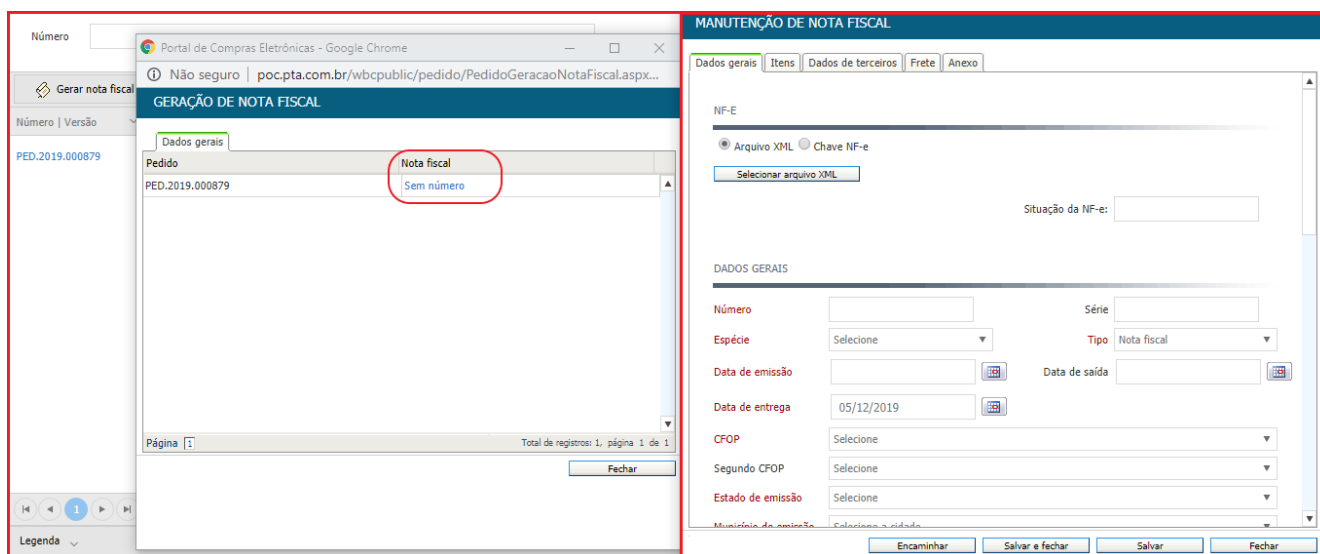 Número
Gerar nota fiscal
Número | Versão
PED.2019.000879
1
Legenda
Portal de Compras Eletrônicas - Google Chrome
Não seguro | poc.pta.com.br/wbcpublic/pedido/PedidoGeracaoNotaFiscal.aspx...
GERAÇÃO DE NOTA FISCAL
Dados gerais
Pedido Nota fiscal
PED.2019.000879 Sem número
Página 1 Total de registros: 1, página 1 de 1
Fechar
MANUTENÇÃO DE NOTA FISCAL
Dados gerais Itens Dados de terceiros Frete Anexo
NF-E
Arquivo XML Chave NF-e
Selecionar arquivo XML
Situação da NF-e:
DADOS GERAIS
Número Série
Espécie Selecione Tipo Nota fiscal
Data de emissão Data de saída
Data de entrega 05/12/2019
CFOP Selecione
Segundo CFOP Selecione
Estado de emissão Selecione
Município de emissão Selecione a cidade
Encaminhar Salvar e fechar Salvar Fechar